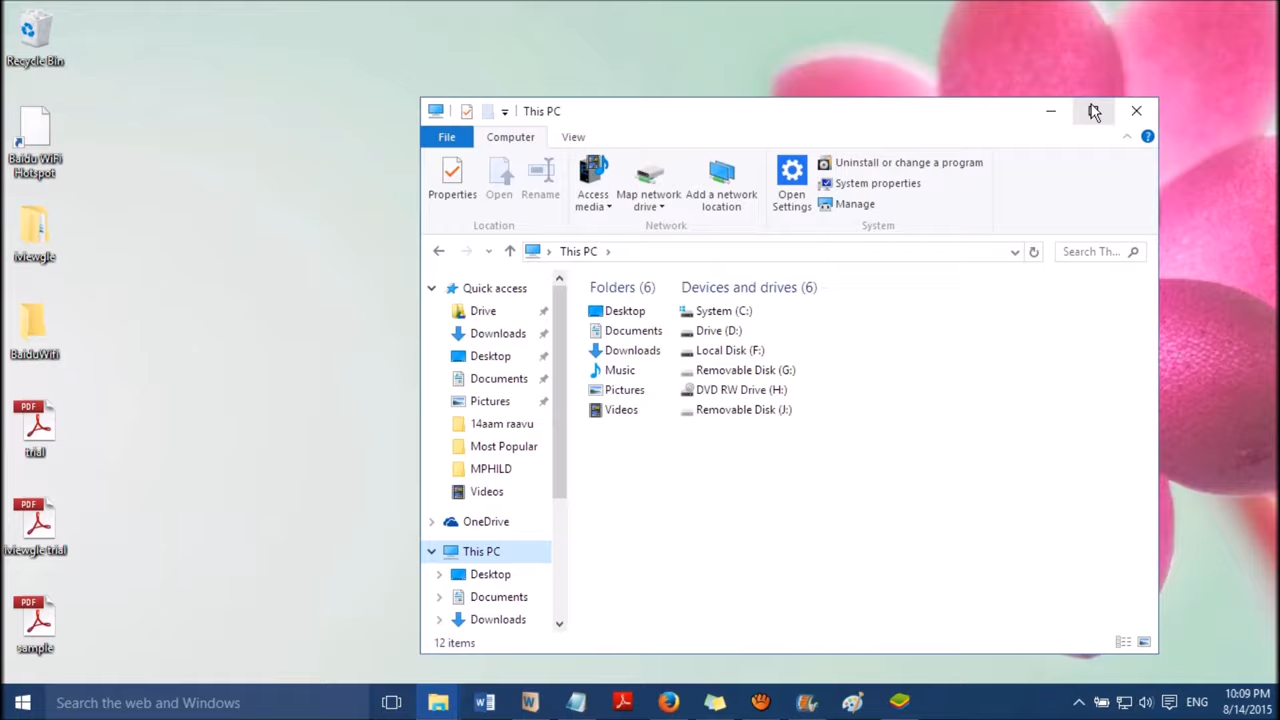 Recycle Bin
Baidu WiFi
Hotspot
iviewgle
BaiduWifi
PDF
trial
PDF
iviewgle trial
PDF
sample
This PC
File
Computer
View
Properties
Open
Rename
Location
Access
media
Map network
drive
Add a network
location
Network
Open
Settings
Uninstall or change a program
System properties
Manage
System
This PC
Search Th...
Quick access
Drive
Downloads
Desktop
Documents
Pictures
14aam raavu
Most Popular
MPHILD
Videos
OneDrive
This PC
Desktop
Documents
Downloads
Folders (6)
Desktop
Documents
Downloads
Music
Pictures
Videos
Devices and drives (6)
System (C:)
Drive (D:)
Local Disk (F:)
Removable Disk (G:)
DVD RW Drive (H:)
Removable Disk (J:)
12 items
Search the web and Windows
ENG
10:09 PM
8/14/2015